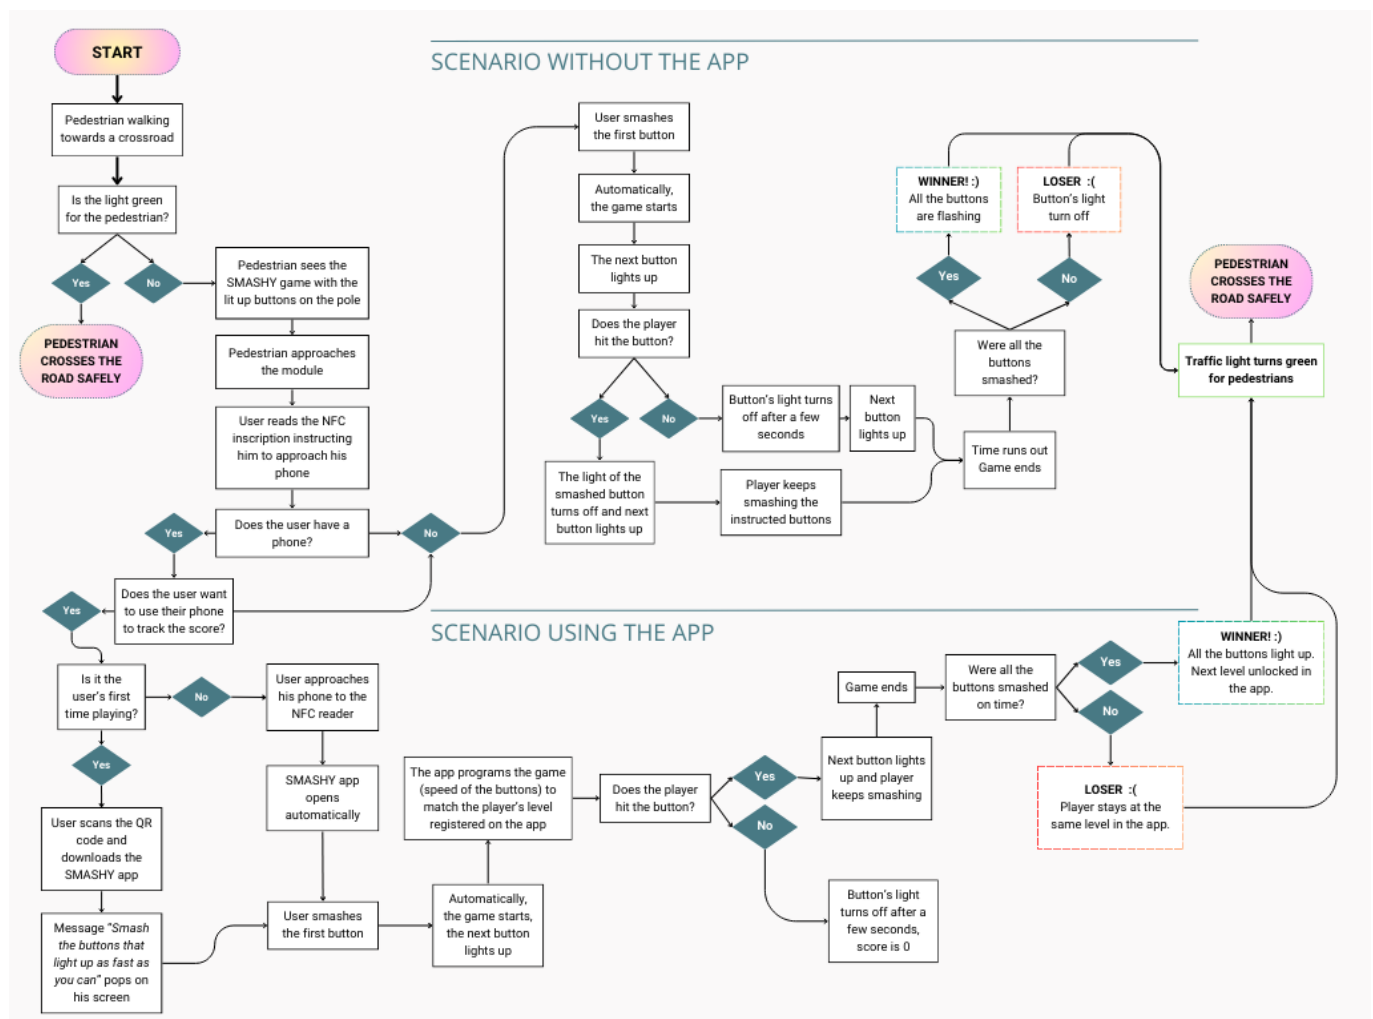 START
Pedestrian walking
towards a crossroad
Is the light green
for the pedestrian?
Yes
No
PEDESTRIAN
CROSSES THE
ROAD SAFELY
Pedestrian sees the
SMASHY game with the
lit up buttons on the pole
Pedestrian approaches
the module
User reads the NFC
inscription instructing
him to approach his
phone
Does the user have a
phone?
Yes
No
Does the user want
to use their phone
to track the score?
Yes
Is it the
user's first
time playing?
No
Yes
User scans the QR
code and
downloads the
SMASHY app
Message "Smash
the buttons that
light up as fast as
you can" pops on
his screen
User approaches
his phone to the
NFC reader
SMASHY app
opens
automatically
User smashes
the first button
SCENARIO WITHOUT THE APP
User smashes
the first button
Automatically,
the game starts
The next button
lights up
Does the player
hit the button?
Yes
No
The light of the
smashed button
turns off and next
button lights up
Button's light turns
off after a few
seconds
Next
button
lights up
Player keeps
smashing the
instructed buttons
Time runs out
Game ends
Were all the
buttons
smashed?
Yes
No
WINNER! :)
All the buttons
are flashing
LOSER :(
Button's light
turn off
PEDESTRIAN
CROSSES THE
ROAD SAFELY
Traffic light turns green
for pedestrians
SCENARIO USING THE APP
Automatically,
the game starts,
the next button
lights up
The app programs the game
(speed of the buttons) to
match the player's level
registered on the app
Does the player
hit the button?
Yes
No
Next button lights
up and player
keeps smashing
Button's light
turns off after a
few seconds,
score is 0
Game ends
Were all the
buttons smashed
on time?
Yes
No
WINNER! :)
All the buttons light up.
Next level unlocked in
the app.
LOSER :(
Player stays at the
same level in the app.